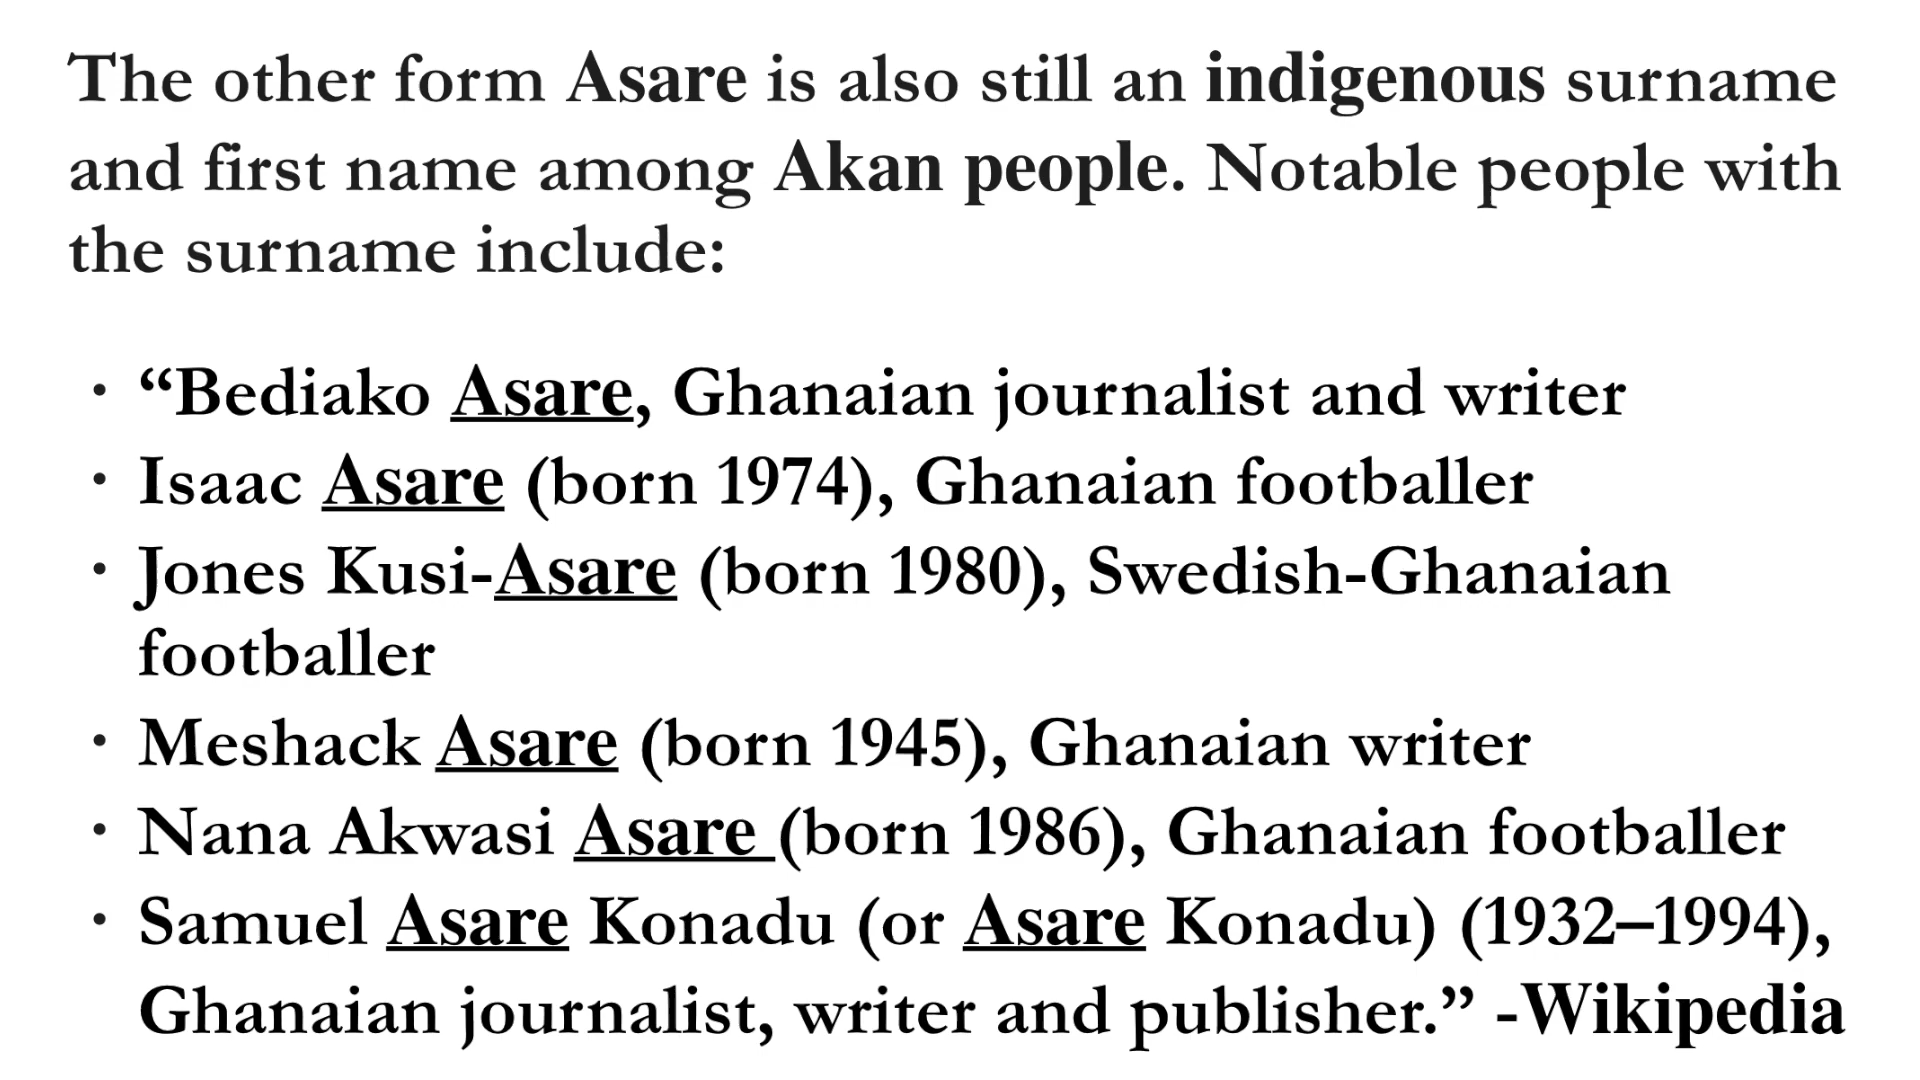 The other form Asare is also still an indigenous surname
and first name among Akan people. Notable people with
the surname include:
• “Bediako Asare, Ghanaian journalist and writer
• Isaac Asare (born 1974), Ghanaian footballer
• Jones Kusi-Asare (born 1980), Swedish-Ghanaian
footballer
• Meshack Asare (born 1945), Ghanaian writer
• Nana Akwasi Asare (born 1986), Ghanaian footballer
• Samuel Asare Konadu (or Asare Konadu) (1932–1994),
Ghanaian journalist, writer and publisher.” -Wikipedia